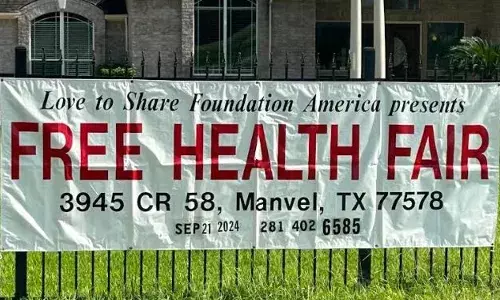 Love to Share Foundation America presents
FREE HEALTH FAIR
3945 CR 58, Manvel, TX 77578
SEP 21 2024 281 402 6585